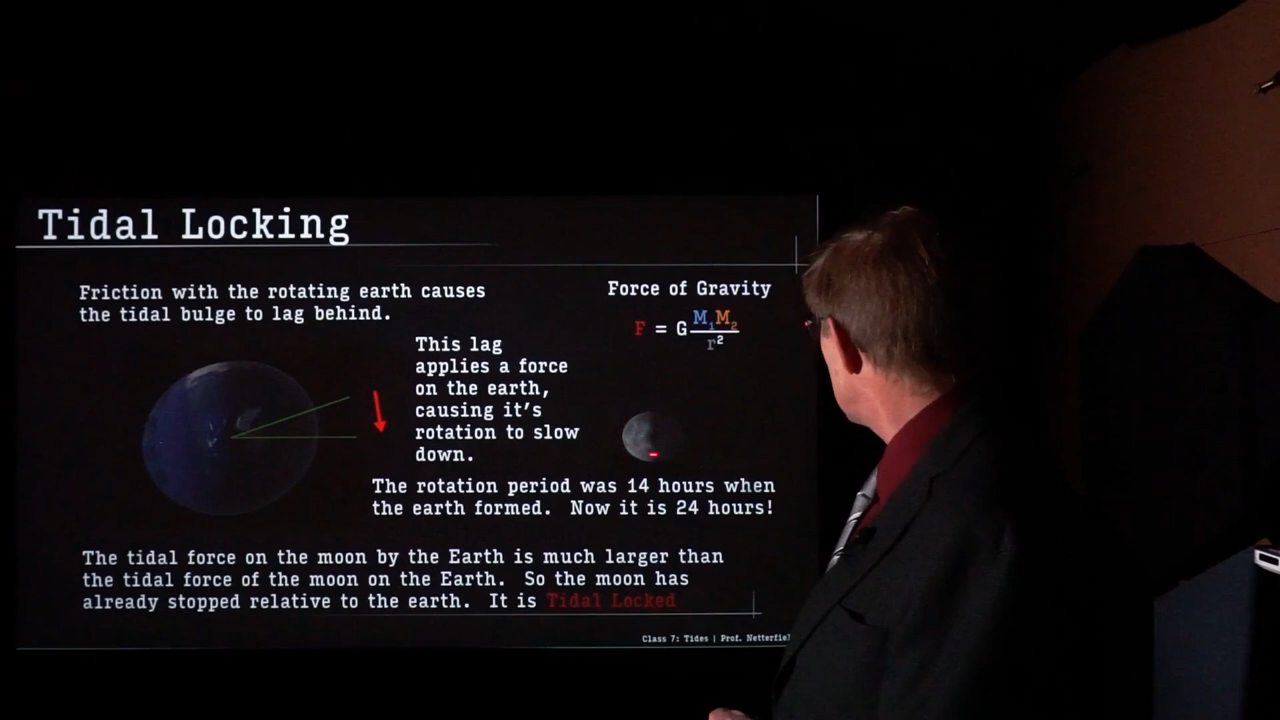 Tidal Locking
Friction with the rotating earth causes
the tidal bulge to lag behind.
Force of Gravity
F = G M₁M₂ / r²
This lag
applies a force
on the earth,
causing it's
rotation to slow
down.
The rotation period was 14 hours when
the earth formed. Now it is 24 hours!
The tidal force on the moon by the Earth is much larger than
the tidal force of the moon on the Earth. So the moon has
already stopped relative to the earth. It is Tidal Locked
Class 7: Tides | Prof.